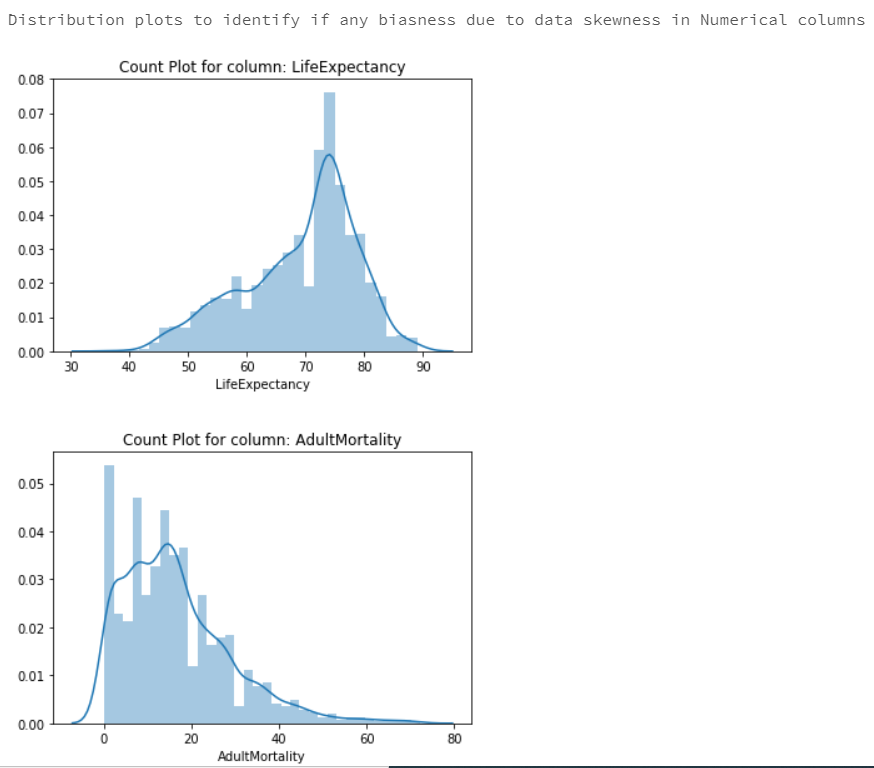 Distribution plots to identify if any biasness due to data skewness in Numerical columns
Count Plot for column: LifeExpectancy
0.08
0.07
0.06
0.05
0.04
0.03
0.02
0.01
0.00
30 40 50 60 70 80 90
LifeExpectancy
Count Plot for column: AdultMortality
0.05
0.04
0.03
0.02
0.01
0.00
0 20 40 60 80
AdultMortality